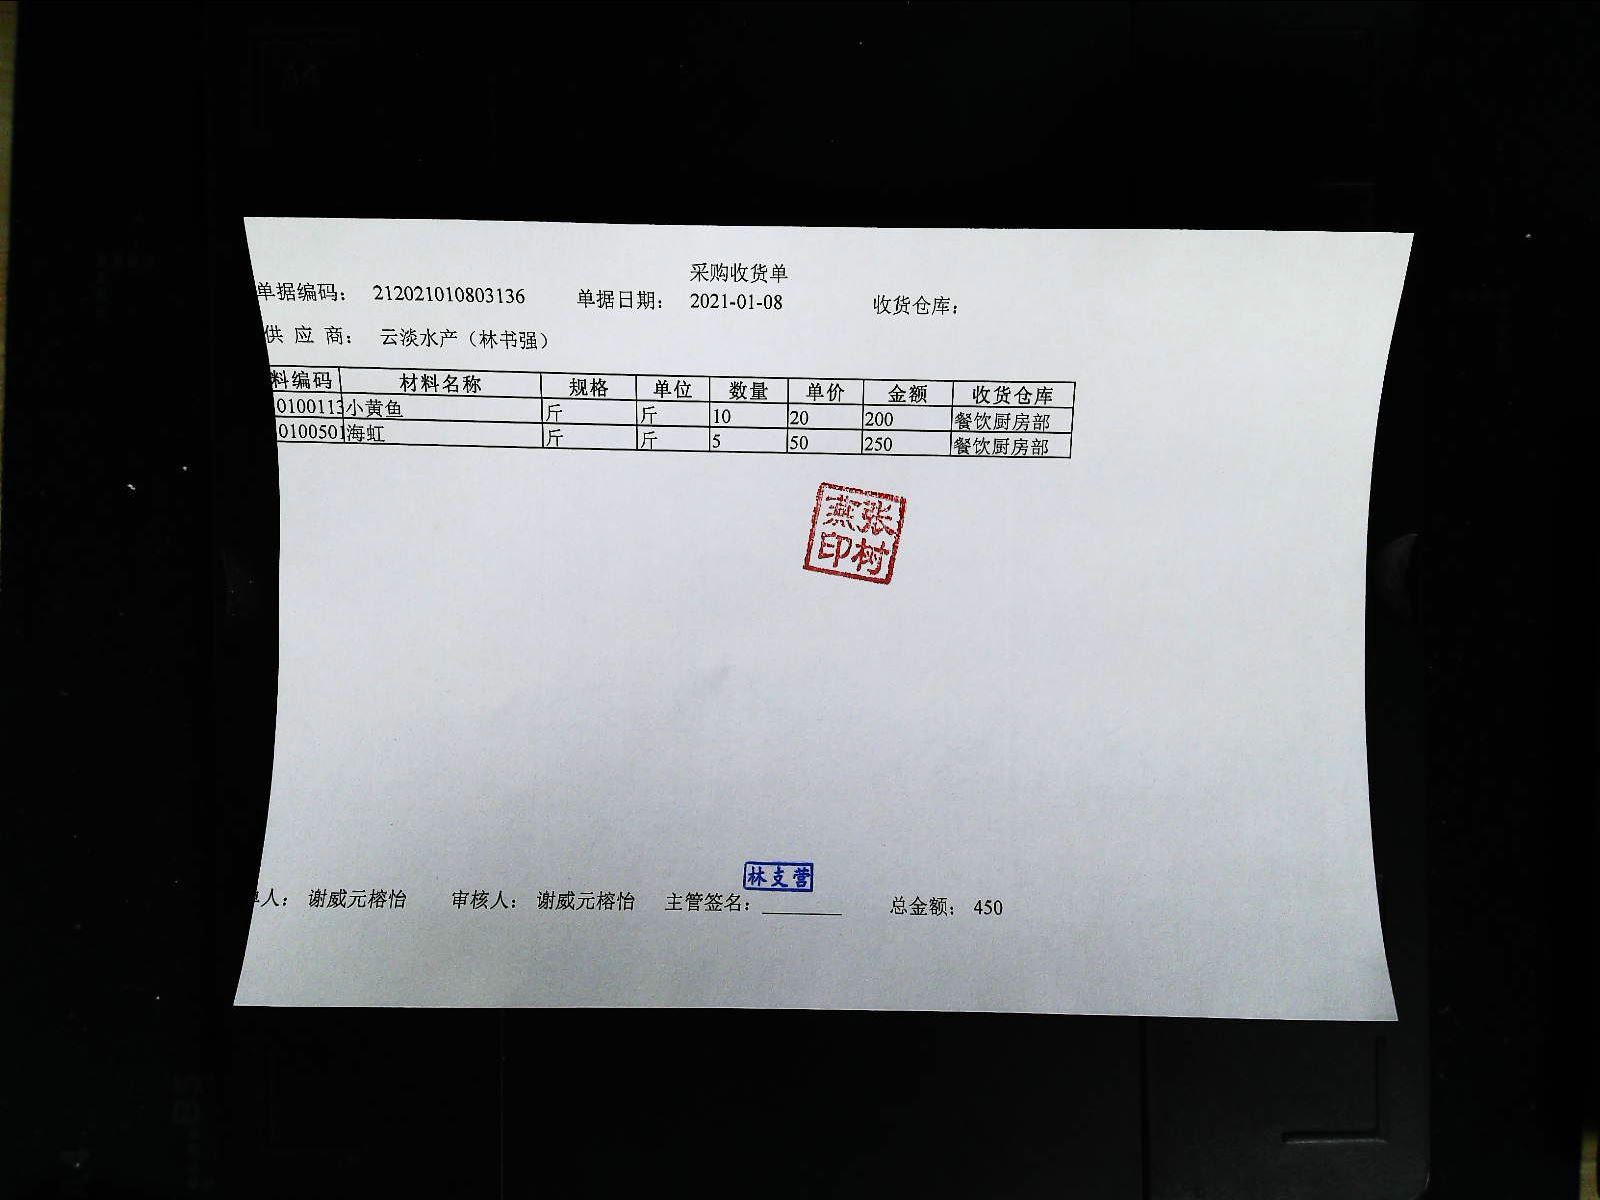 采购收货单
单据编码： 212021010803136 单据日期： 2021-01-08 收货仓库：
供 应 商： 云淡水产（林书强）
料编码 材料名称 规格 单位 数量 单价 金额 收货仓库
0100113 小黄鱼 斤 斤 10 20 200 餐饮厨房部
0100501 海虹 斤 斤 5 50 250 餐饮厨房部
燕张
印树
林支营
人： 谢威元榕怡 审核人： 谢威元榕怡 主管签名：________ 总金额： 450